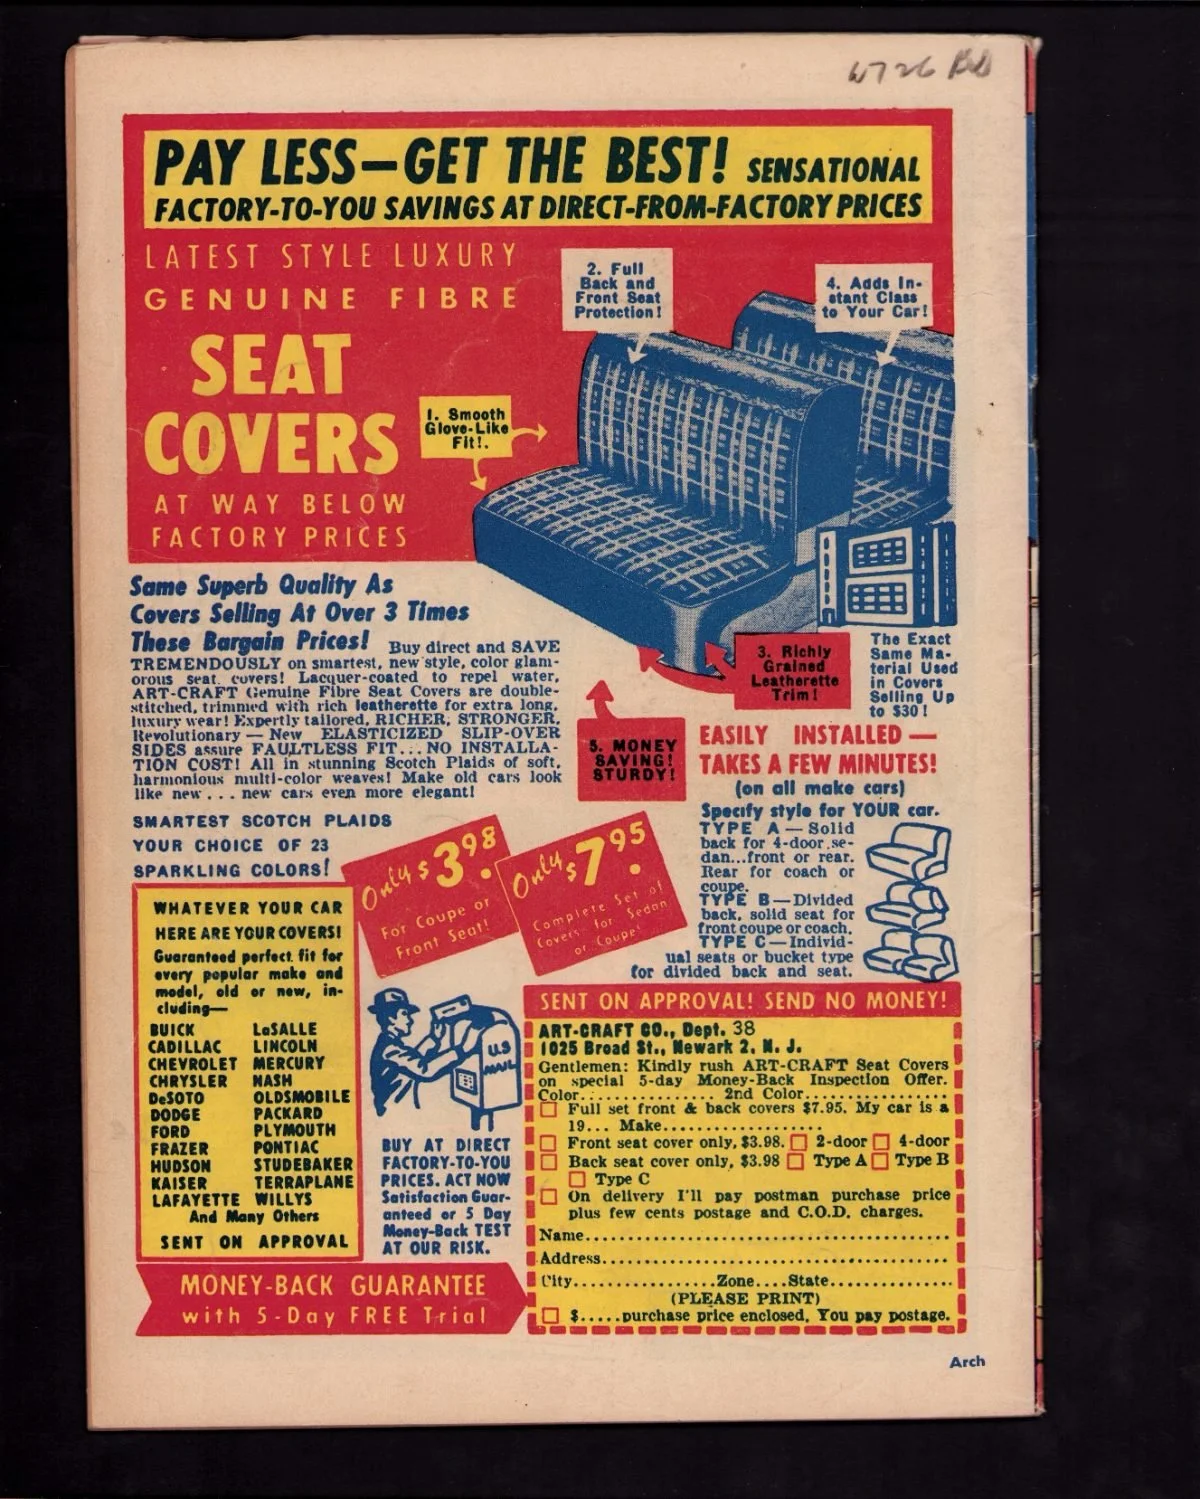 6726 BD
PAY LESS—GET THE BEST! SENSATIONAL
FACTORY-TO-YOU SAVINGS AT DIRECT-FROM-FACTORY PRICES
LATEST STYLE LUXURY
GENUINE FIBRE
SEAT
COVERS
AT WAY BELOW
FACTORY PRICES
1. Smooth
Glove-Like
Fit!.
2. Full
Back and
Front Seat
Protection!
4. Adds In-
stant Class
to Your Car!
3. Richly
Grained
Leatherette
Trim!
5. MONEY
SAVING!
STURDY!
The Exact
Same Ma-
terial Used
in Covers
Selling Up
to $30!
Same Superb Quality As
Covers Selling At Over 3 Times
These Bargain Prices! Buy direct and SAVE
TREMENDOUSLY on smartest, new style, color glam-
orous seat covers! Lacquer-coated to repel water,
ART-CRAFT Genuine Fibre Seat Covers are double-
stitched, trimmed with rich leatherette for extra long,
luxury wear! Expertly tailored, RICHER, STRONGER,
Revolutionary — New ELASTICIZED SLIP-OVER
SIDES assure FAULTLESS FIT...NO INSTALLA-
TION COST! All in stunning Scotch Plaids of soft,
harmonious multi-color weaves! Make old cars look
like new... new cars even more elegant!
SMARTEST SCOTCH PLAIDS
YOUR CHOICE OF 23
SPARKLING COLORS!
Only $3.98
For Coupe or
Front Seat!
Only $7.95
Complete Set of
Covers for Sedan
or Coupe!
EASILY INSTALLED —
TAKES A FEW MINUTES!
(on all make cars)
Specify style for YOUR car.
TYPE A — Solid
back for 4-door se-
dan...front or rear.
Rear for coach or
coupe.
TYPE B — Divided
back, solid seat for
front coupe or coach.
TYPE C — Individ-
ual seats or bucket type
for divided back and seat.
WHATEVER YOUR CAR
HERE ARE YOUR COVERS!
Guaranteed perfect fit for
every popular make and
model, old or new, in-
cluding—
BUICK LaSALLE
CADILLAC LINCOLN
CHEVROLET MERCURY
CHRYSLER NASH
DeSOTO OLDSMOBILE
DODGE PACKARD
FORD PLYMOUTH
FRAZER PONTIAC
HUDSON STUDEBAKER
KAISER TERRAPLANE
LAFAYETTE WILLYS
And Many Others
SENT ON APPROVAL
U.S
MAIL
BUY AT DIRECT
FACTORY-TO-YOU
PRICES. ACT NOW
Satisfaction Guar-
anteed or 5 Day
Money-Back TEST
AT OUR RISK.
MONEY-BACK GUARANTEE
with 5-Day FREE Trial
SENT ON APPROVAL! SEND NO MONEY!
ART-CRAFT CO., Dept. 38
1025 Broad St., Newark 2, N. J.
Gentlemen: Kindly rush ART-CRAFT Seat Covers
on special 5-day Money-Back Inspection Offer.
Color................ 2nd Color......................
☐ Full set front & back covers $7.95. My car is a
19... Make..................
☐ Front seat cover only, $3.98. ☐ 2-door ☐ 4-door
☐ Back seat cover only, $3.98 ☐ Type A ☐ Type B
☐ Type C
☐ On delivery I'll pay postman purchase price
plus few cents postage and C.O.D. charges.
Name..................................................
Address................................................
City....................Zone....State.................
(PLEASE PRINT)
☐ $.....purchase price enclosed. You pay postage.
Arch